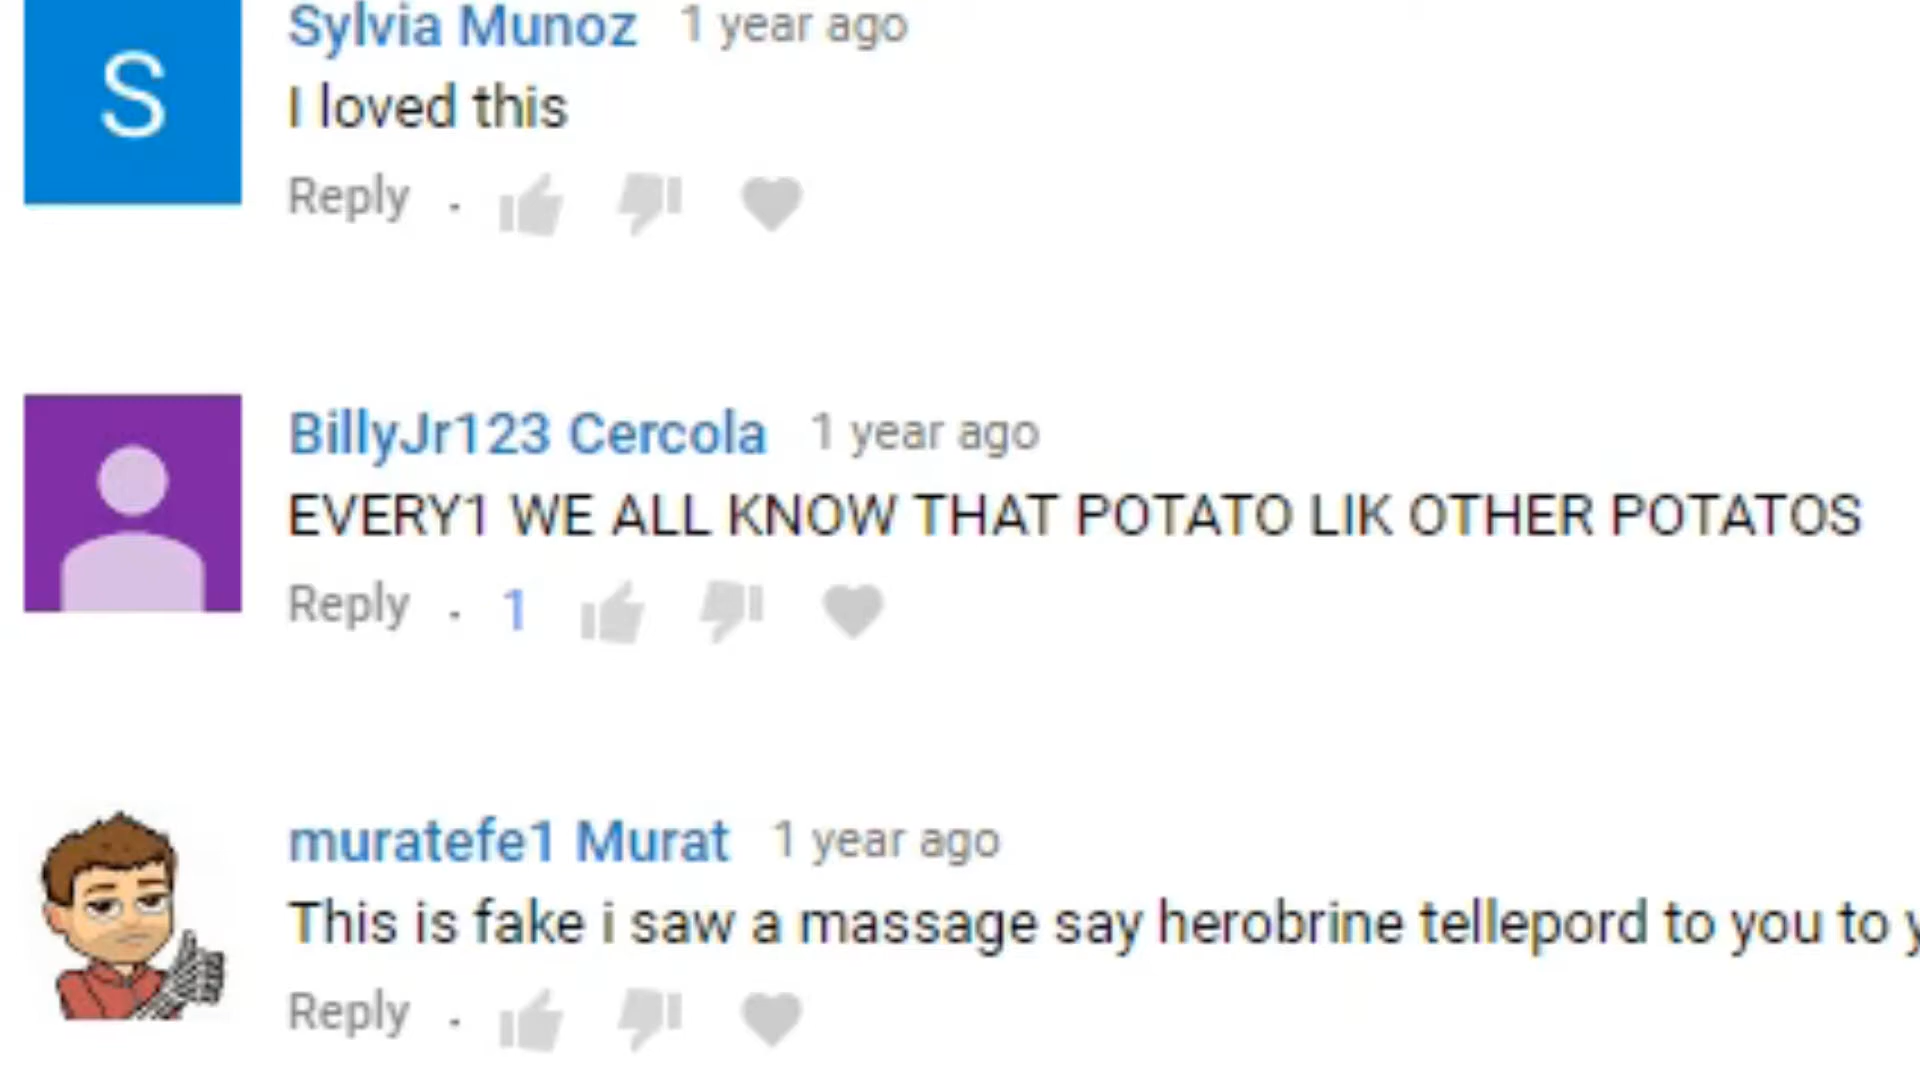 S
Sylvia Munoz 1 year ago
I loved this
Reply .
BillyJr123 Cercola 1 year ago
EVERY1 WE ALL KNOW THAT POTATO LIK OTHER POTATOS
Reply . 1
muratefe1 Murat 1 year ago
This is fake i saw a massage say herobrine tellepord to you to
Reply .